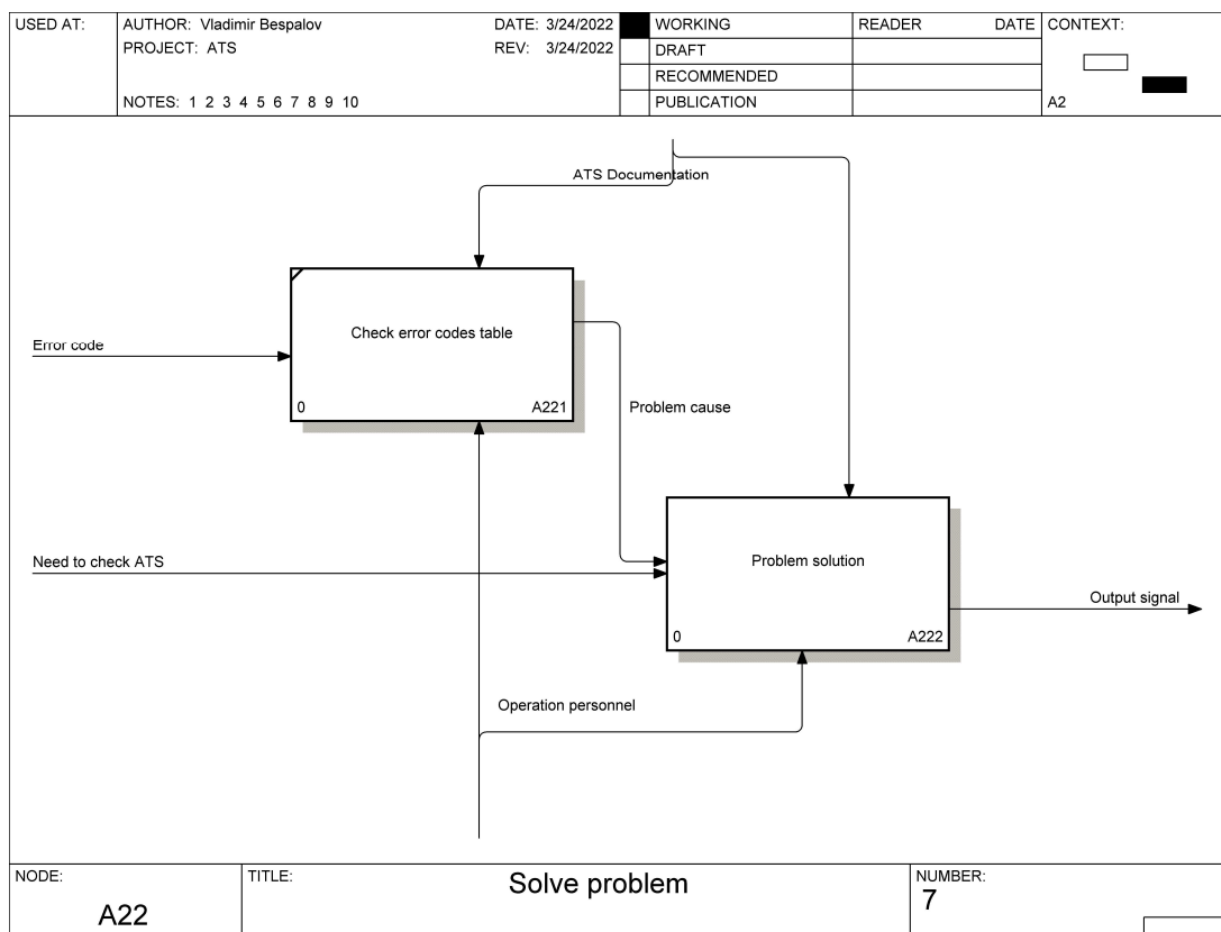 USED AT:
AUTHOR: Vladimir Bespalov
DATE: 3/24/2022
PROJECT: ATS
REV: 3/24/2022
NOTES: 1 2 3 4 5 6 7 8 9 10
WORKING
DRAFT
RECOMMENDED
PUBLICATION
READER
DATE
CONTEXT:
A2
ATS Documentation
Check error codes table
0
A221
Error code
Problem cause
Need to check ATS
Problem solution
0
A222
Output signal
Operation personnel
NODE:
A22
TITLE:
Solve problem
NUMBER:
7